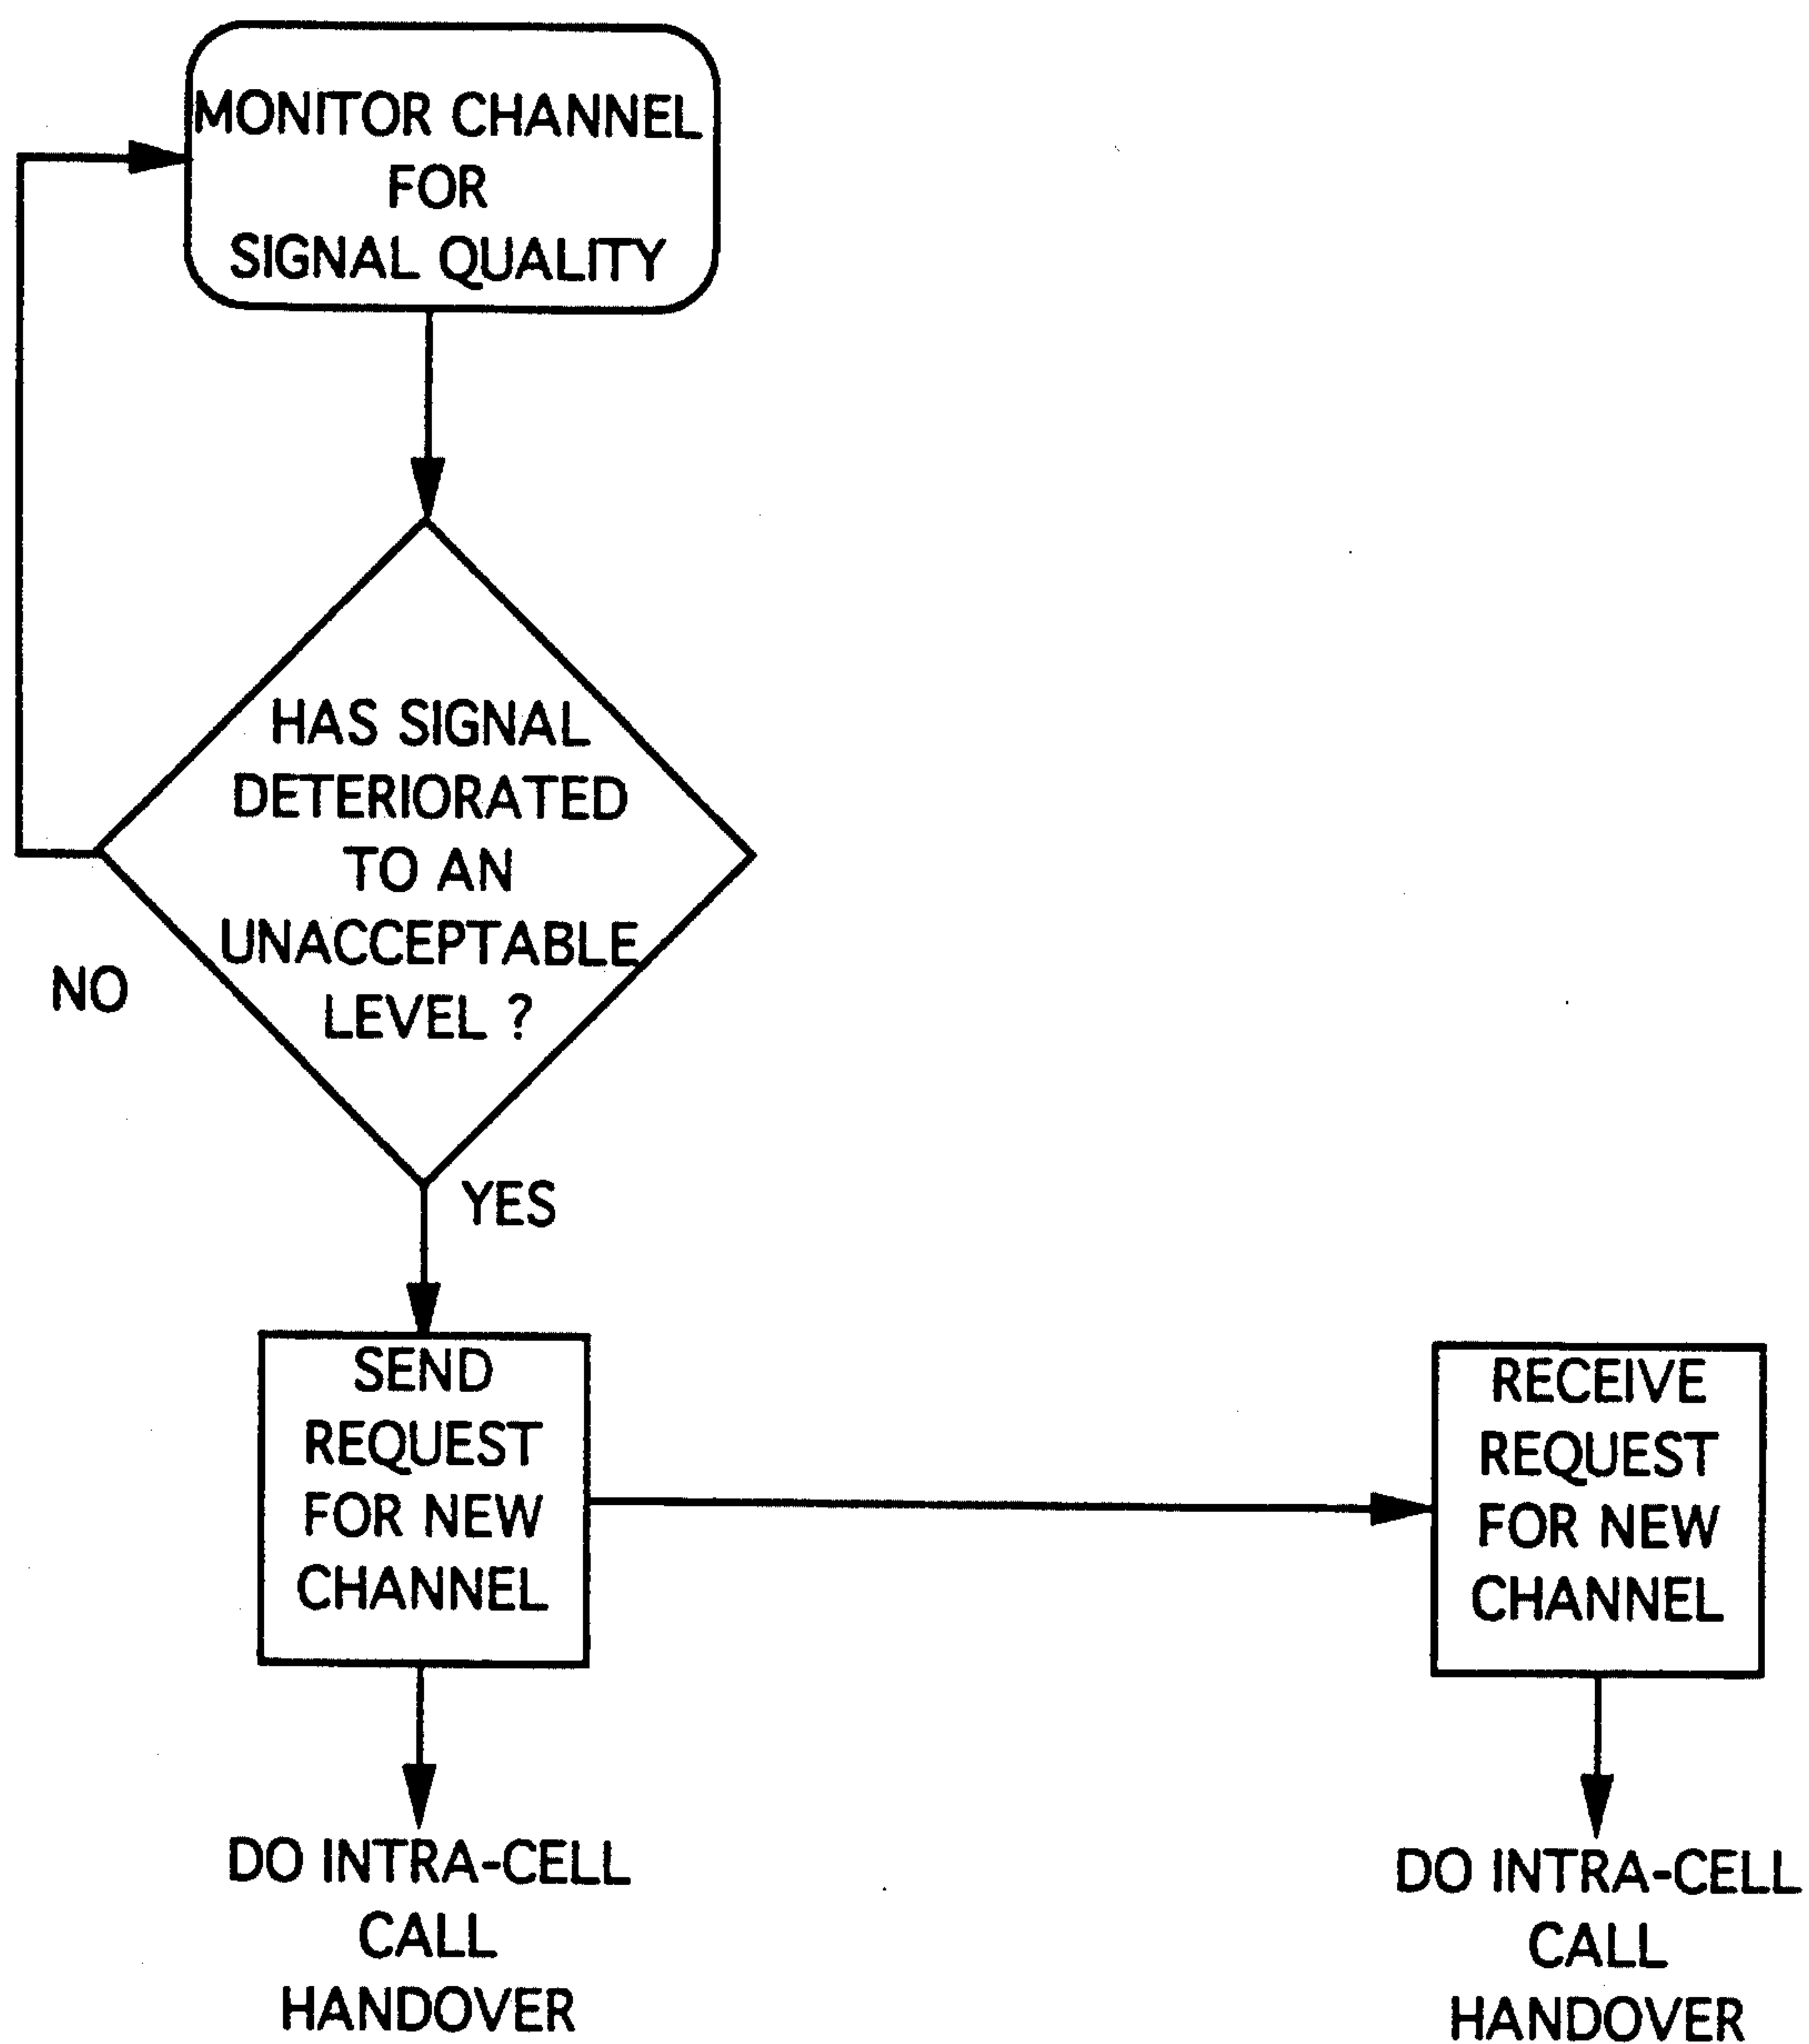 MONITOR CHANNEL
FOR
SIGNAL QUALITY
HAS SIGNAL
DETERIORATED
TO AN
UNACCEPTABLE
LEVEL ?
NO
YES
SEND
REQUEST
FOR NEW
CHANNEL
RECEIVE
REQUEST
FOR NEW
CHANNEL
DO INTRA-CELL
CALL
HANDOVER
DO INTRA-CELL
CALL
HANDOVER